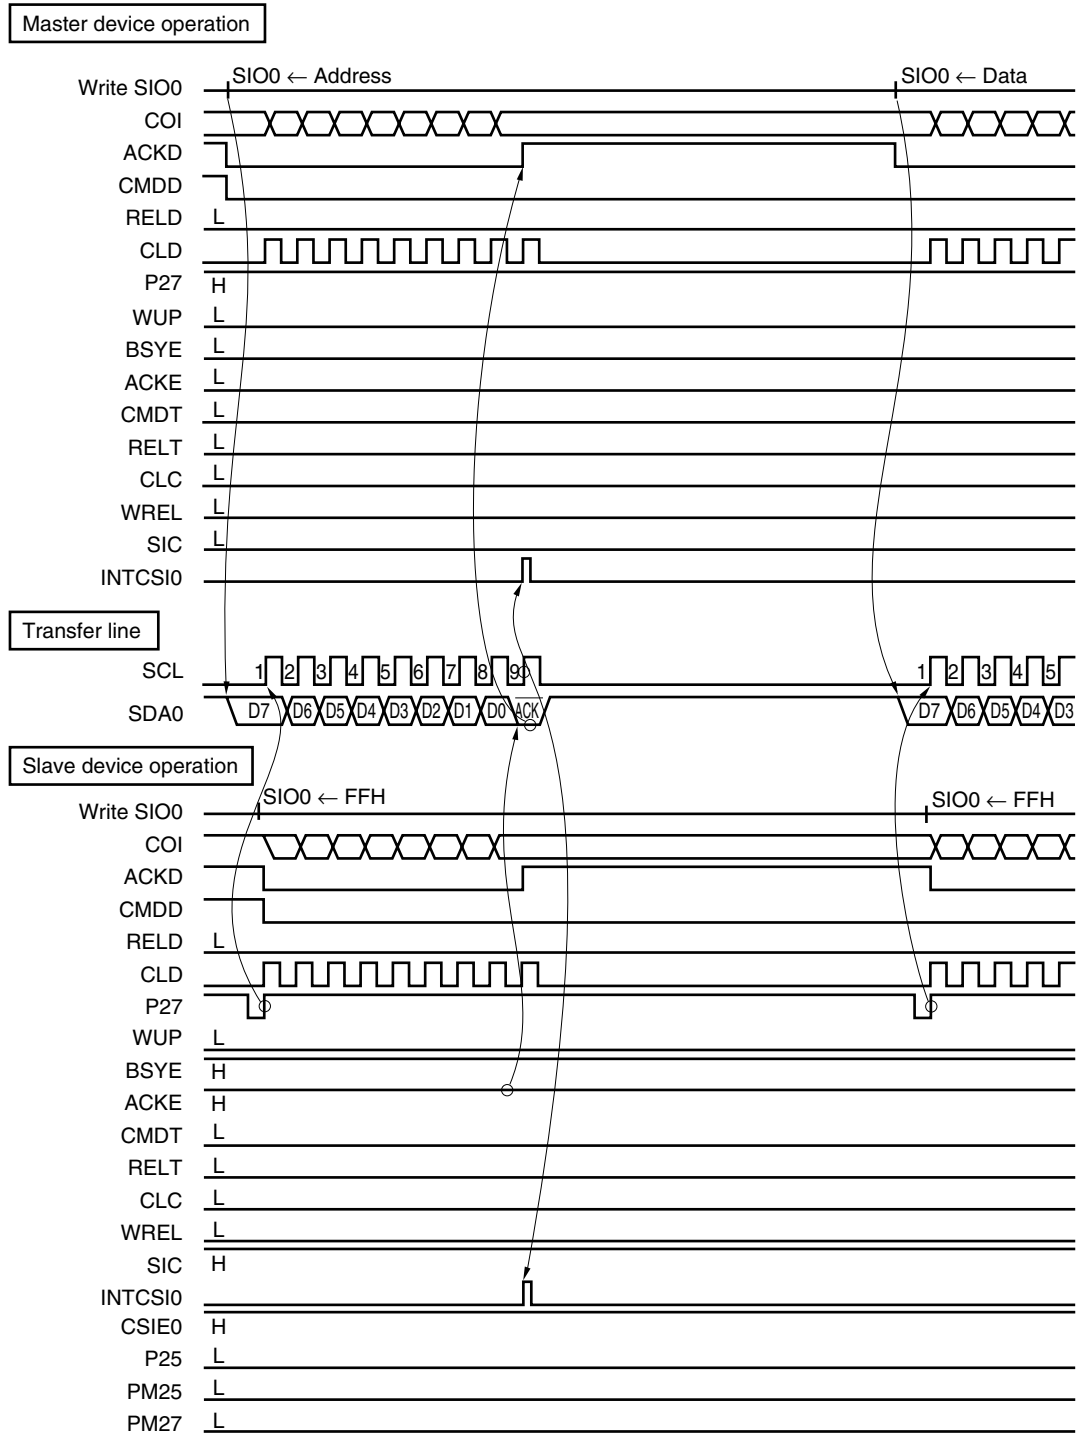 Master device operation
Write SIO0 SIO0 ← Address SIO0 ← Data
COI
ACKD
CMDD
RELD L
CLD
P27 H
WUP L
BSYE L
ACKE L
CMDT L
RELT L
CLC L
WREL L
SIC L
INTCSI0
Transfer line
SCL 1 2 3 4 5 6 7 8 9 1 2 3 4 5
SDA0 D7 D6 D5 D4 D3 D2 D1 D0 A̅C̅K̅ D7 D6 D5 D4 D3
Slave device operation
Write SIO0 SIO0 ← FFH SIO0 ← FFH
COI
ACKD
CMDD
RELD L
CLD
P27
WUP L
BSYE H
ACKE H
CMDT L
RELT L
CLC L
WREL L
SIC H
INTCSI0
CSIE0 H
P25 L
PM25 L
PM27 L